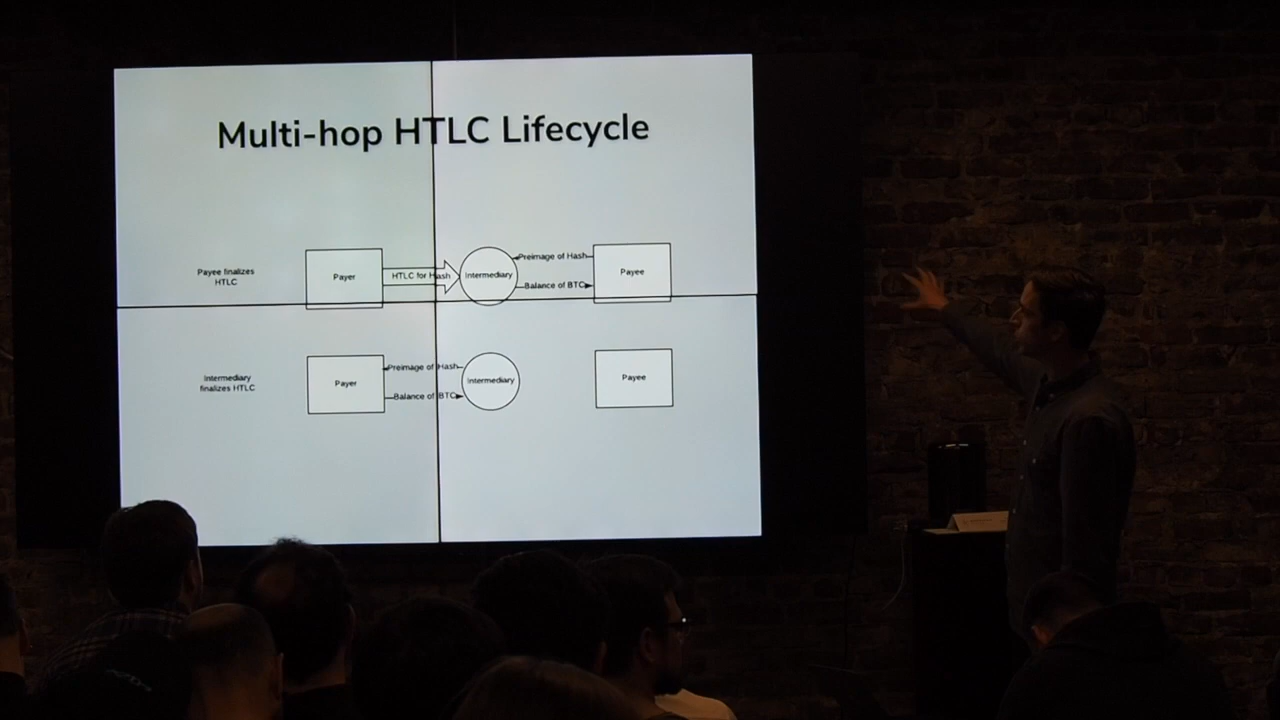 Multi-hop HTLC Lifecycle
Payee finalizes
HTLC
Payer
HTLC for Hash
Intermediary
Preimage of Hash
Balance of BTC
Payee
Intermediary
finalizes HTLC
Payer
Preimage of Hash
Balance of BTC
Intermediary
Payee